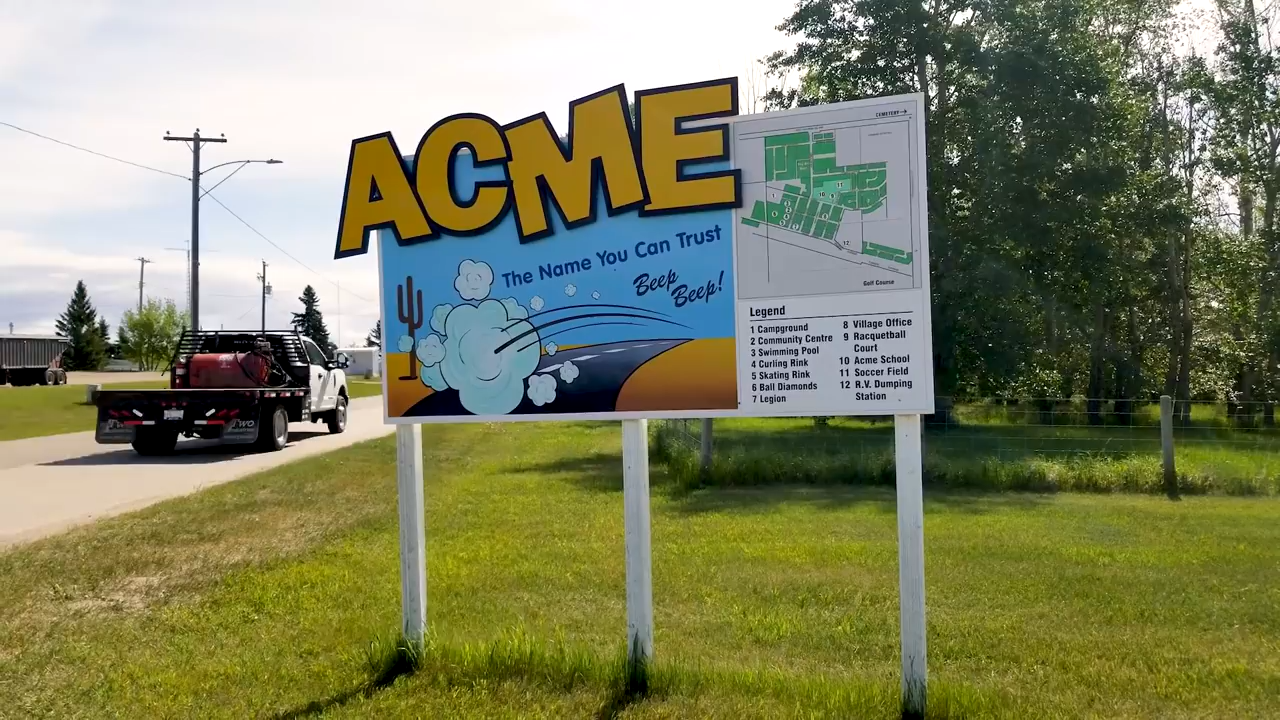 ACME
The Name You Can Trust
Beep
Beep!
CEMETERY
Golf Course
Legend
1 Campground
2 Community Centre
3 Swimming Pool
4 Curling Rink
5 Skating Rink
6 Ball Diamonds
7 Legion
8 Village Office
9 Racquetball
Court
10 Acme School
11 Soccer Field
12 R.V. Dumping
Station